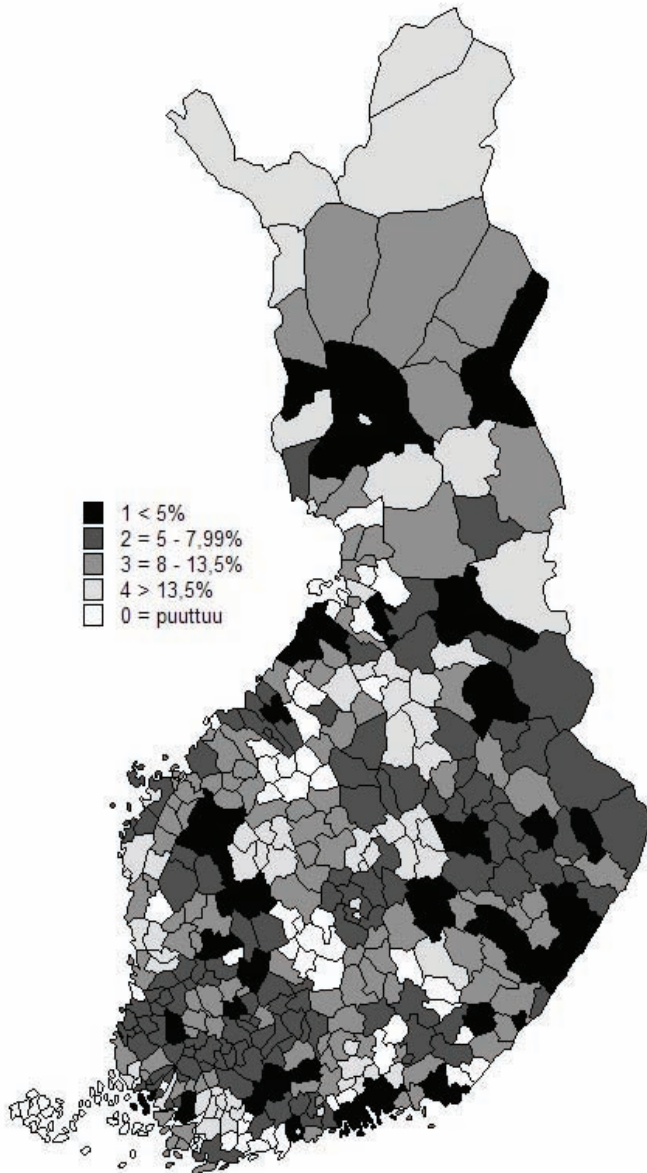 1 < 5%
2 = 5 - 7,99%
3 = 8 - 13,5%
4 > 13,5%
0 = puuttuu